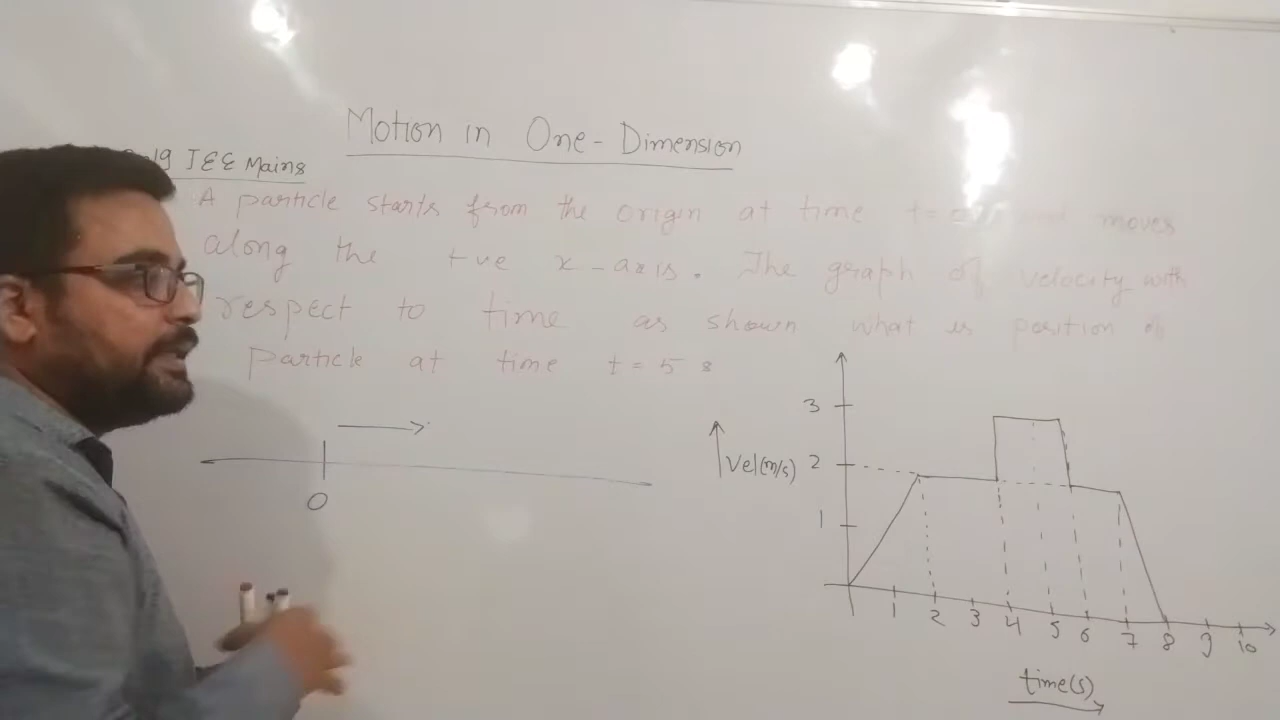 Motion in One-Dimension
19 JEE Mains
A particle starts from the origin at time t= moves
along the +ve x-axis. The graph of velocity with
respect to time as shown what is position of
Particle at time t = 5 s
3
Vel(m/s) 2
1
O
1 2 3 4 5 6 7 8 9 10
time(s)